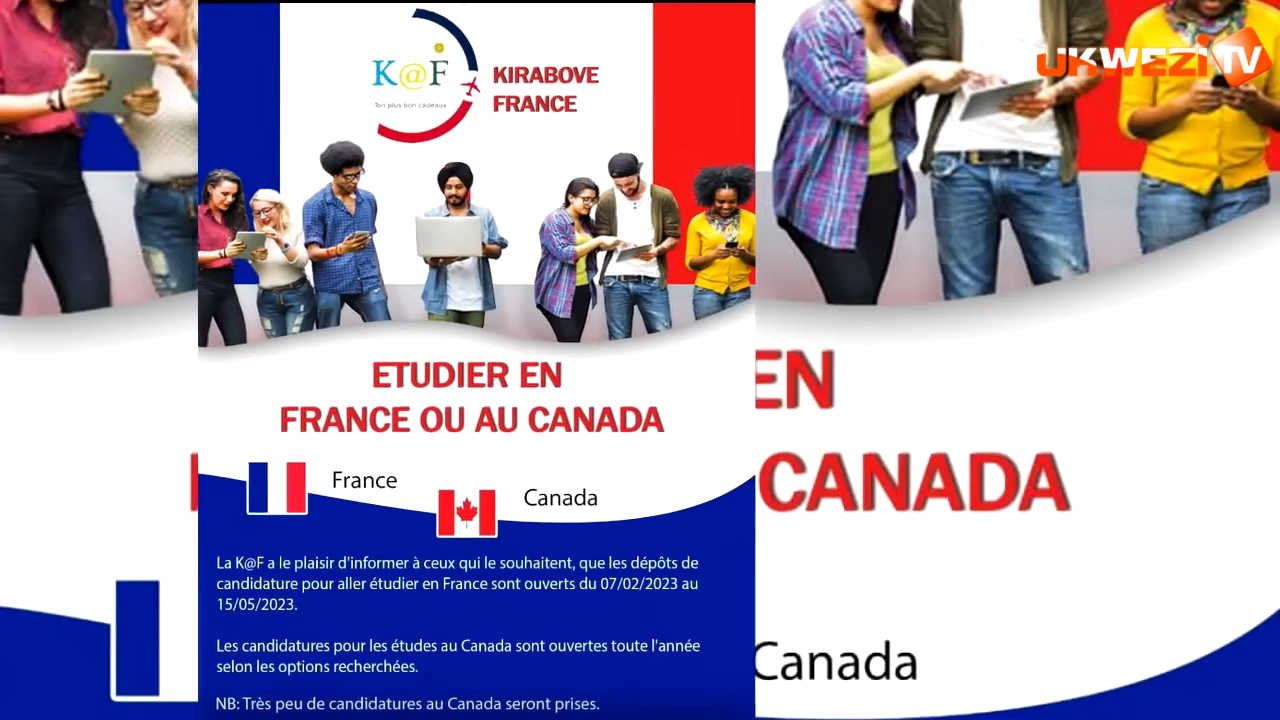 UKWEZI TV
K@F
Ton plus bon cadeaux
KIRABOVE
FRANCE
ETUDIER EN
FRANCE OU AU CANADA
France
Canada
La K@F a le plaisir d'informer à ceux qui le souhaitent, que les dépôts de
candidature pour aller étudier en France sont ouverts du 07/02/2023 au
15/05/2023.
Les candidatures pour les études au Canada sont ouvertes toute l'année
selon les options recherchées.
NB: Très peu de candidatures au Canada seront prises.
EN
CANADA
Canada